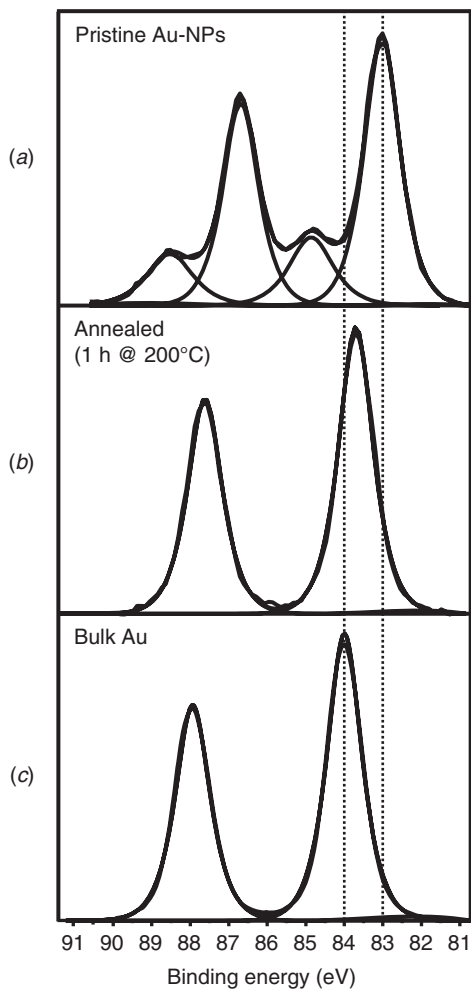 Pristine Au-NPs
(a)
Annealed
(1 h @ 200°C)
(b)
Bulk Au
(c)
91 90 89 88 87 86 85 84 83 82 81
Binding energy (eV)